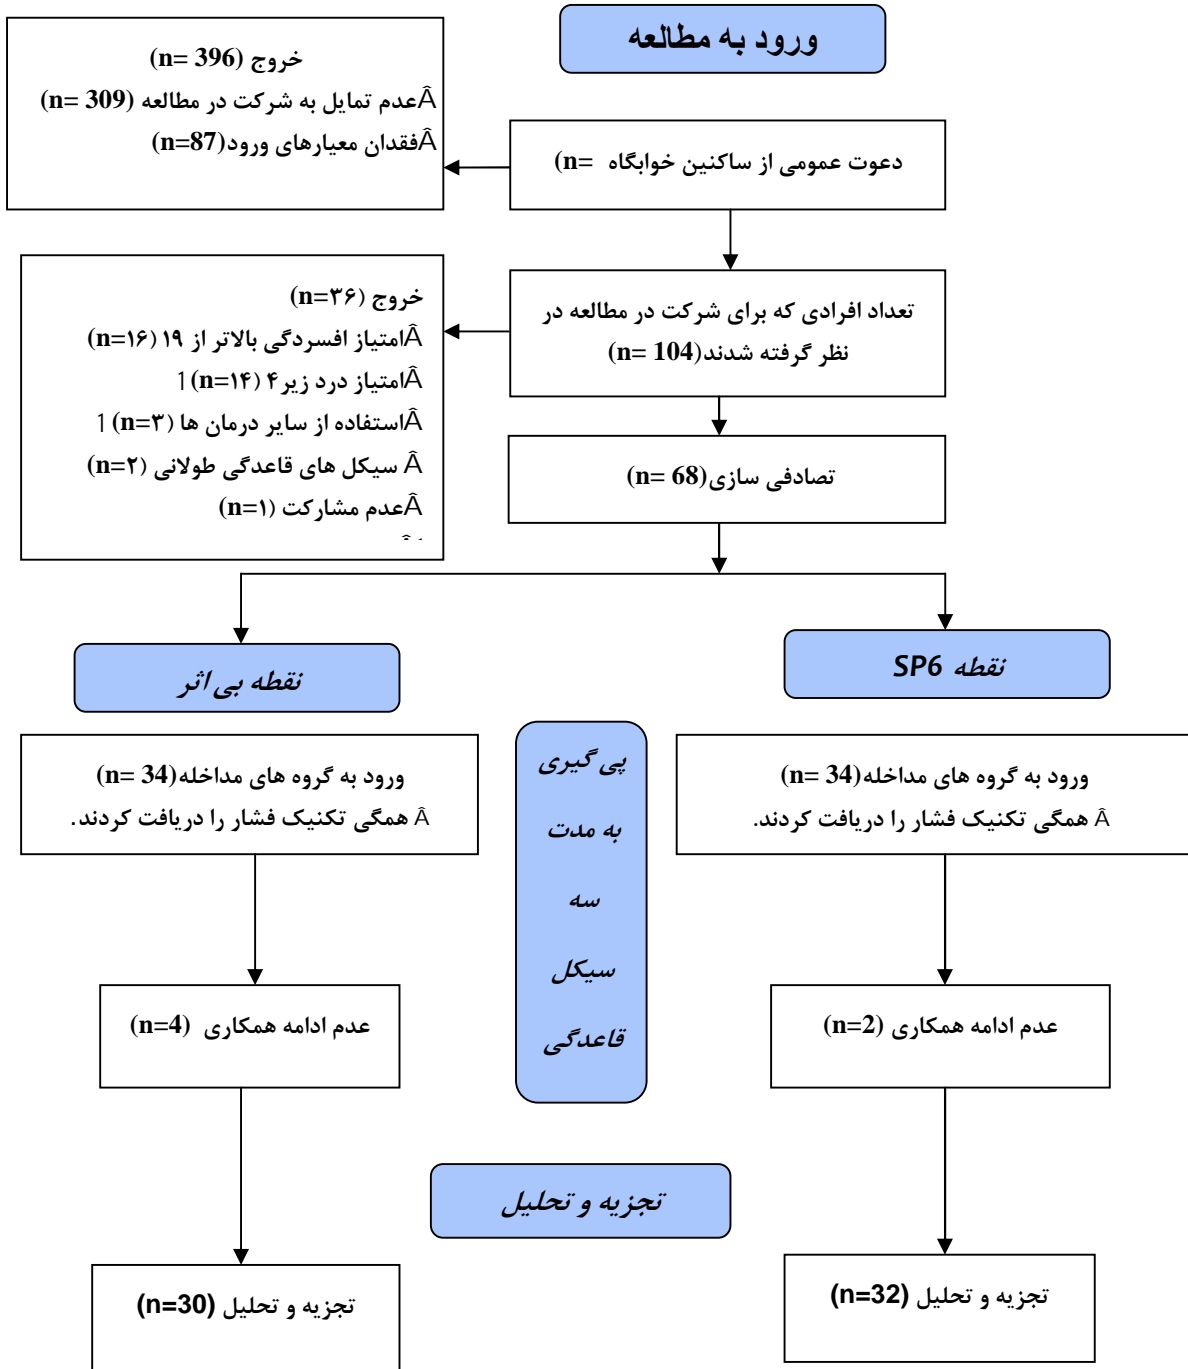 ورود به مطالعه
خروج (n= 396)
Âعدم تمایل به شرکت در مطالعه (n= 309)
Âفقدان معیارهای ورود(n=87)
دعوت عمومی از ساکنین خوابگاه (n=
خروج (n=۳۶)
Âامتیاز افسردگی بالاتر از ۱۹ (n=۱۶)
Âامتیاز درد زیر۴ (n=۱۴)
Âاستفاده از سایر درمان ها (n=۳)
Â سیکل های قاعدگی طولانی (n=۲)
Âعدم مشارکت (n=۱)
تعداد افرادی که برای شرکت در مطالعه در
نظر گرفته شدند(n= 104)
تصادفی سازی(n= 68)
نقطه SP6
نقطه بی اثر
ورود به گروه های مداخله(n= 34)
Â همگی تکنیک فشار را دریافت کردند.
ورود به گروه های مداخله(n= 34)
Â همگی تکنیک فشار را دریافت کردند.
پی گیری
به مدت
سه
سیکل
قاعدگی
عدم ادامه همکاری (n=2)
عدم ادامه همکاری (n=4)
تجزیه و تحلیل
تجزیه و تحلیل (n=32)
تجزیه و تحلیل (n=30)